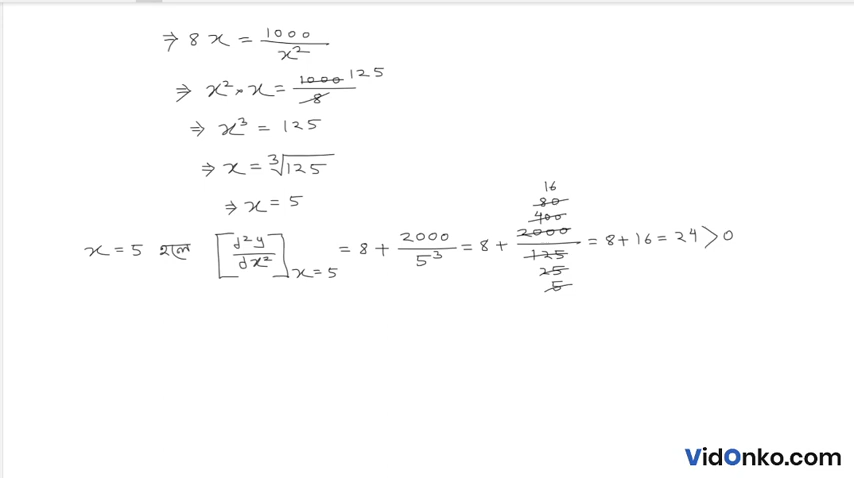 ⇒ 8x = 1000/x²
⇒ x² · x = 1000/8 125
⇒ x³ = 125
⇒ x = ∛125
⇒ x = 5
x = 5 হলে [d²y/dx²]ₓ₌₅ = 8 + 2000/5³ = 8 + 16 80 400 2000/125 25 5 = 8 + 16 = 24 > 0
VidOnko.com